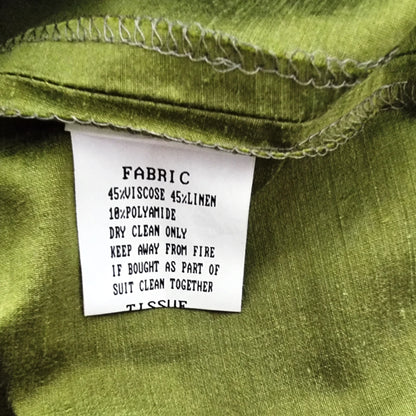 FABRIC
45%VISCOSE 45%LINEN
10%POLYAMIDE
DRY CLEAN ONLY
KEEP AWAY FROM FIRE
IF BOUGHT AS PART OF
SUIT CLEAN TOGETHER
TISSUE